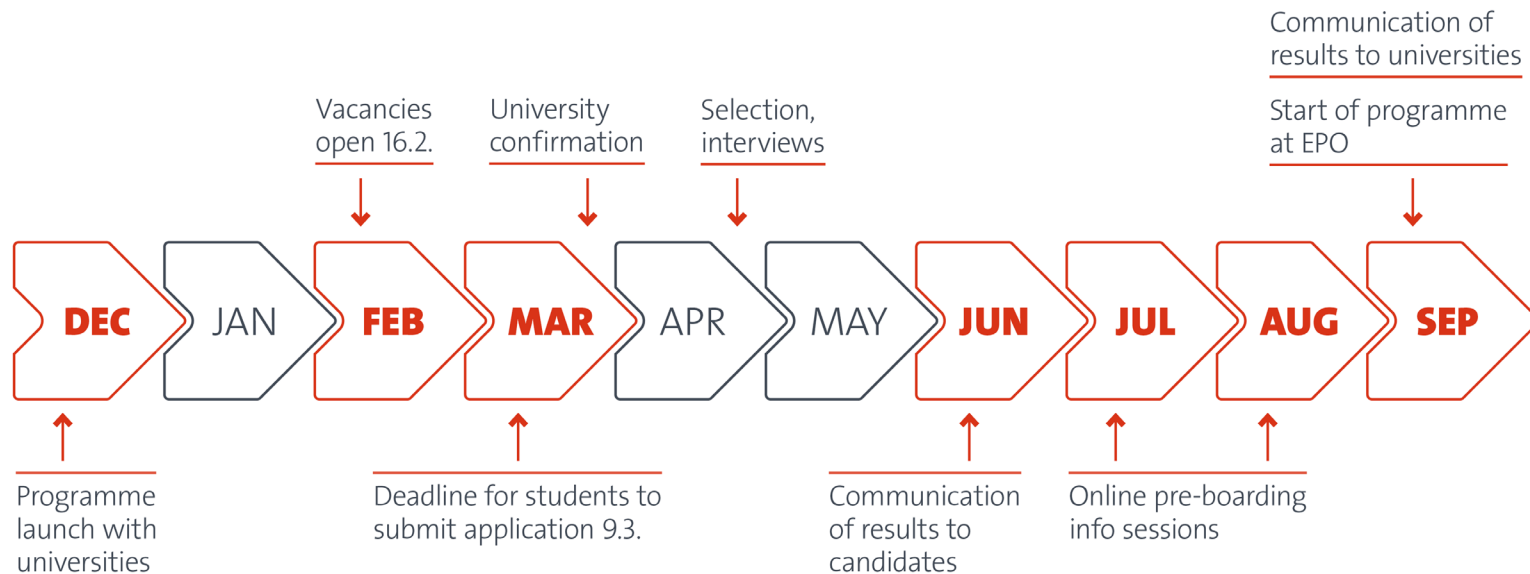 Communication of
results to universities
Vacancies
open 16.2.
University
confirmation
Selection,
interviews
Start of programme
at EPO
DEC
JAN
FEB
MAR
APR
MAY
JUN
JUL
AUG
SEP
Programme
launch with
universities
Deadline for students to
submit application 9.3.
Communication
of results to
candidates
Online pre-boarding
info sessions